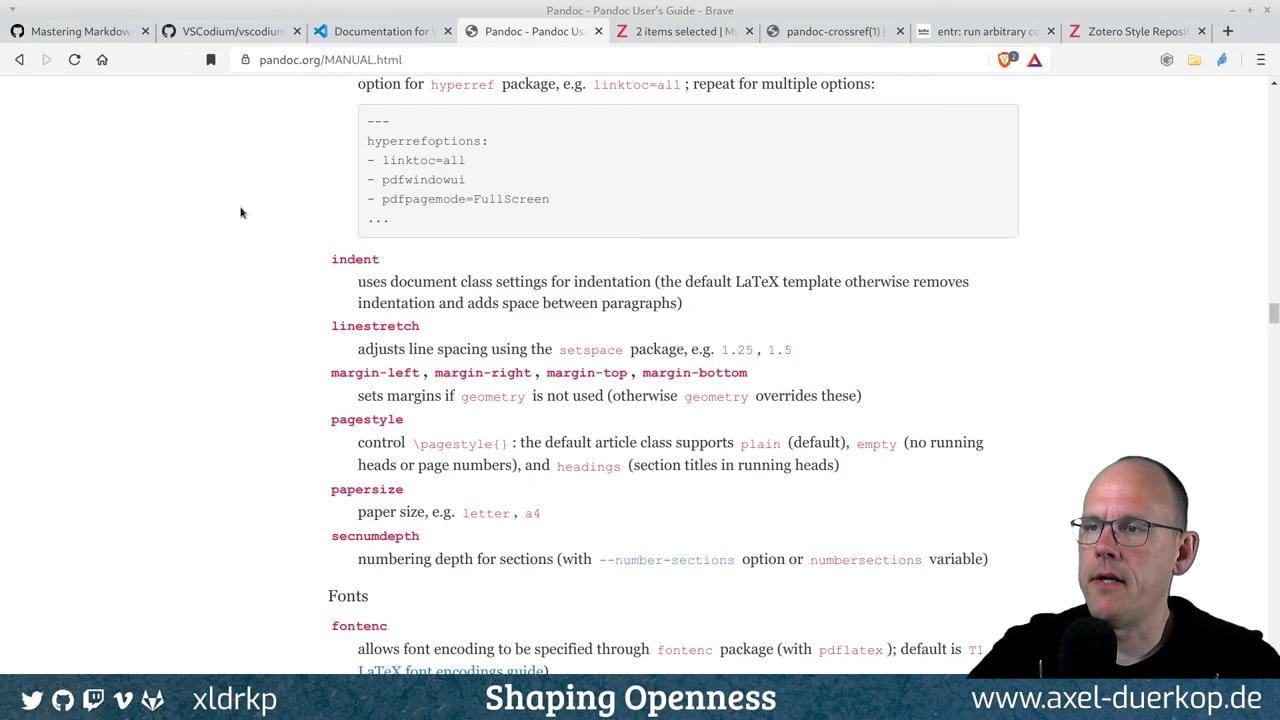 Pandoc - Pandoc User's Guide - Brave
Mastering Markdow
VSCodium/vscodium
Documentation for
Pandoc - Pandoc Us
2 items selected | M
pandoc-crossref(1) |
entr: run arbitrary co
Zotero Style Reposi
pandoc.org/MANUAL.html
2
option for hyperref package, e.g. linktoc=all ; repeat for multiple options:
---
hyperrefoptions:
- linktoc=all
- pdfwindowui
- pdfpagemode=FullScreen
...
indent
uses document class settings for indentation (the default LaTeX template otherwise removes
indentation and adds space between paragraphs)
linestretch
adjusts line spacing using the setspace package, e.g. 1.25 , 1.5
margin-left, margin-right, margin-top, margin-bottom
sets margins if geometry is not used (otherwise geometry overrides these)
pagestyle
control \pagestyle{} : the default article class supports plain (default), empty (no running
heads or page numbers), and headings (section titles in running heads)
papersize
paper size, e.g. letter , a4
secnumdepth
numbering depth for sections (with --number-sections option or numbersections variable)
Fonts
fontenc
allows font encoding to be specified through fontenc package (with pdflatex ); default is T1
LaTeX font encodings guide)
xldrkp
Shaping Openness
www.axel-duerkop.de